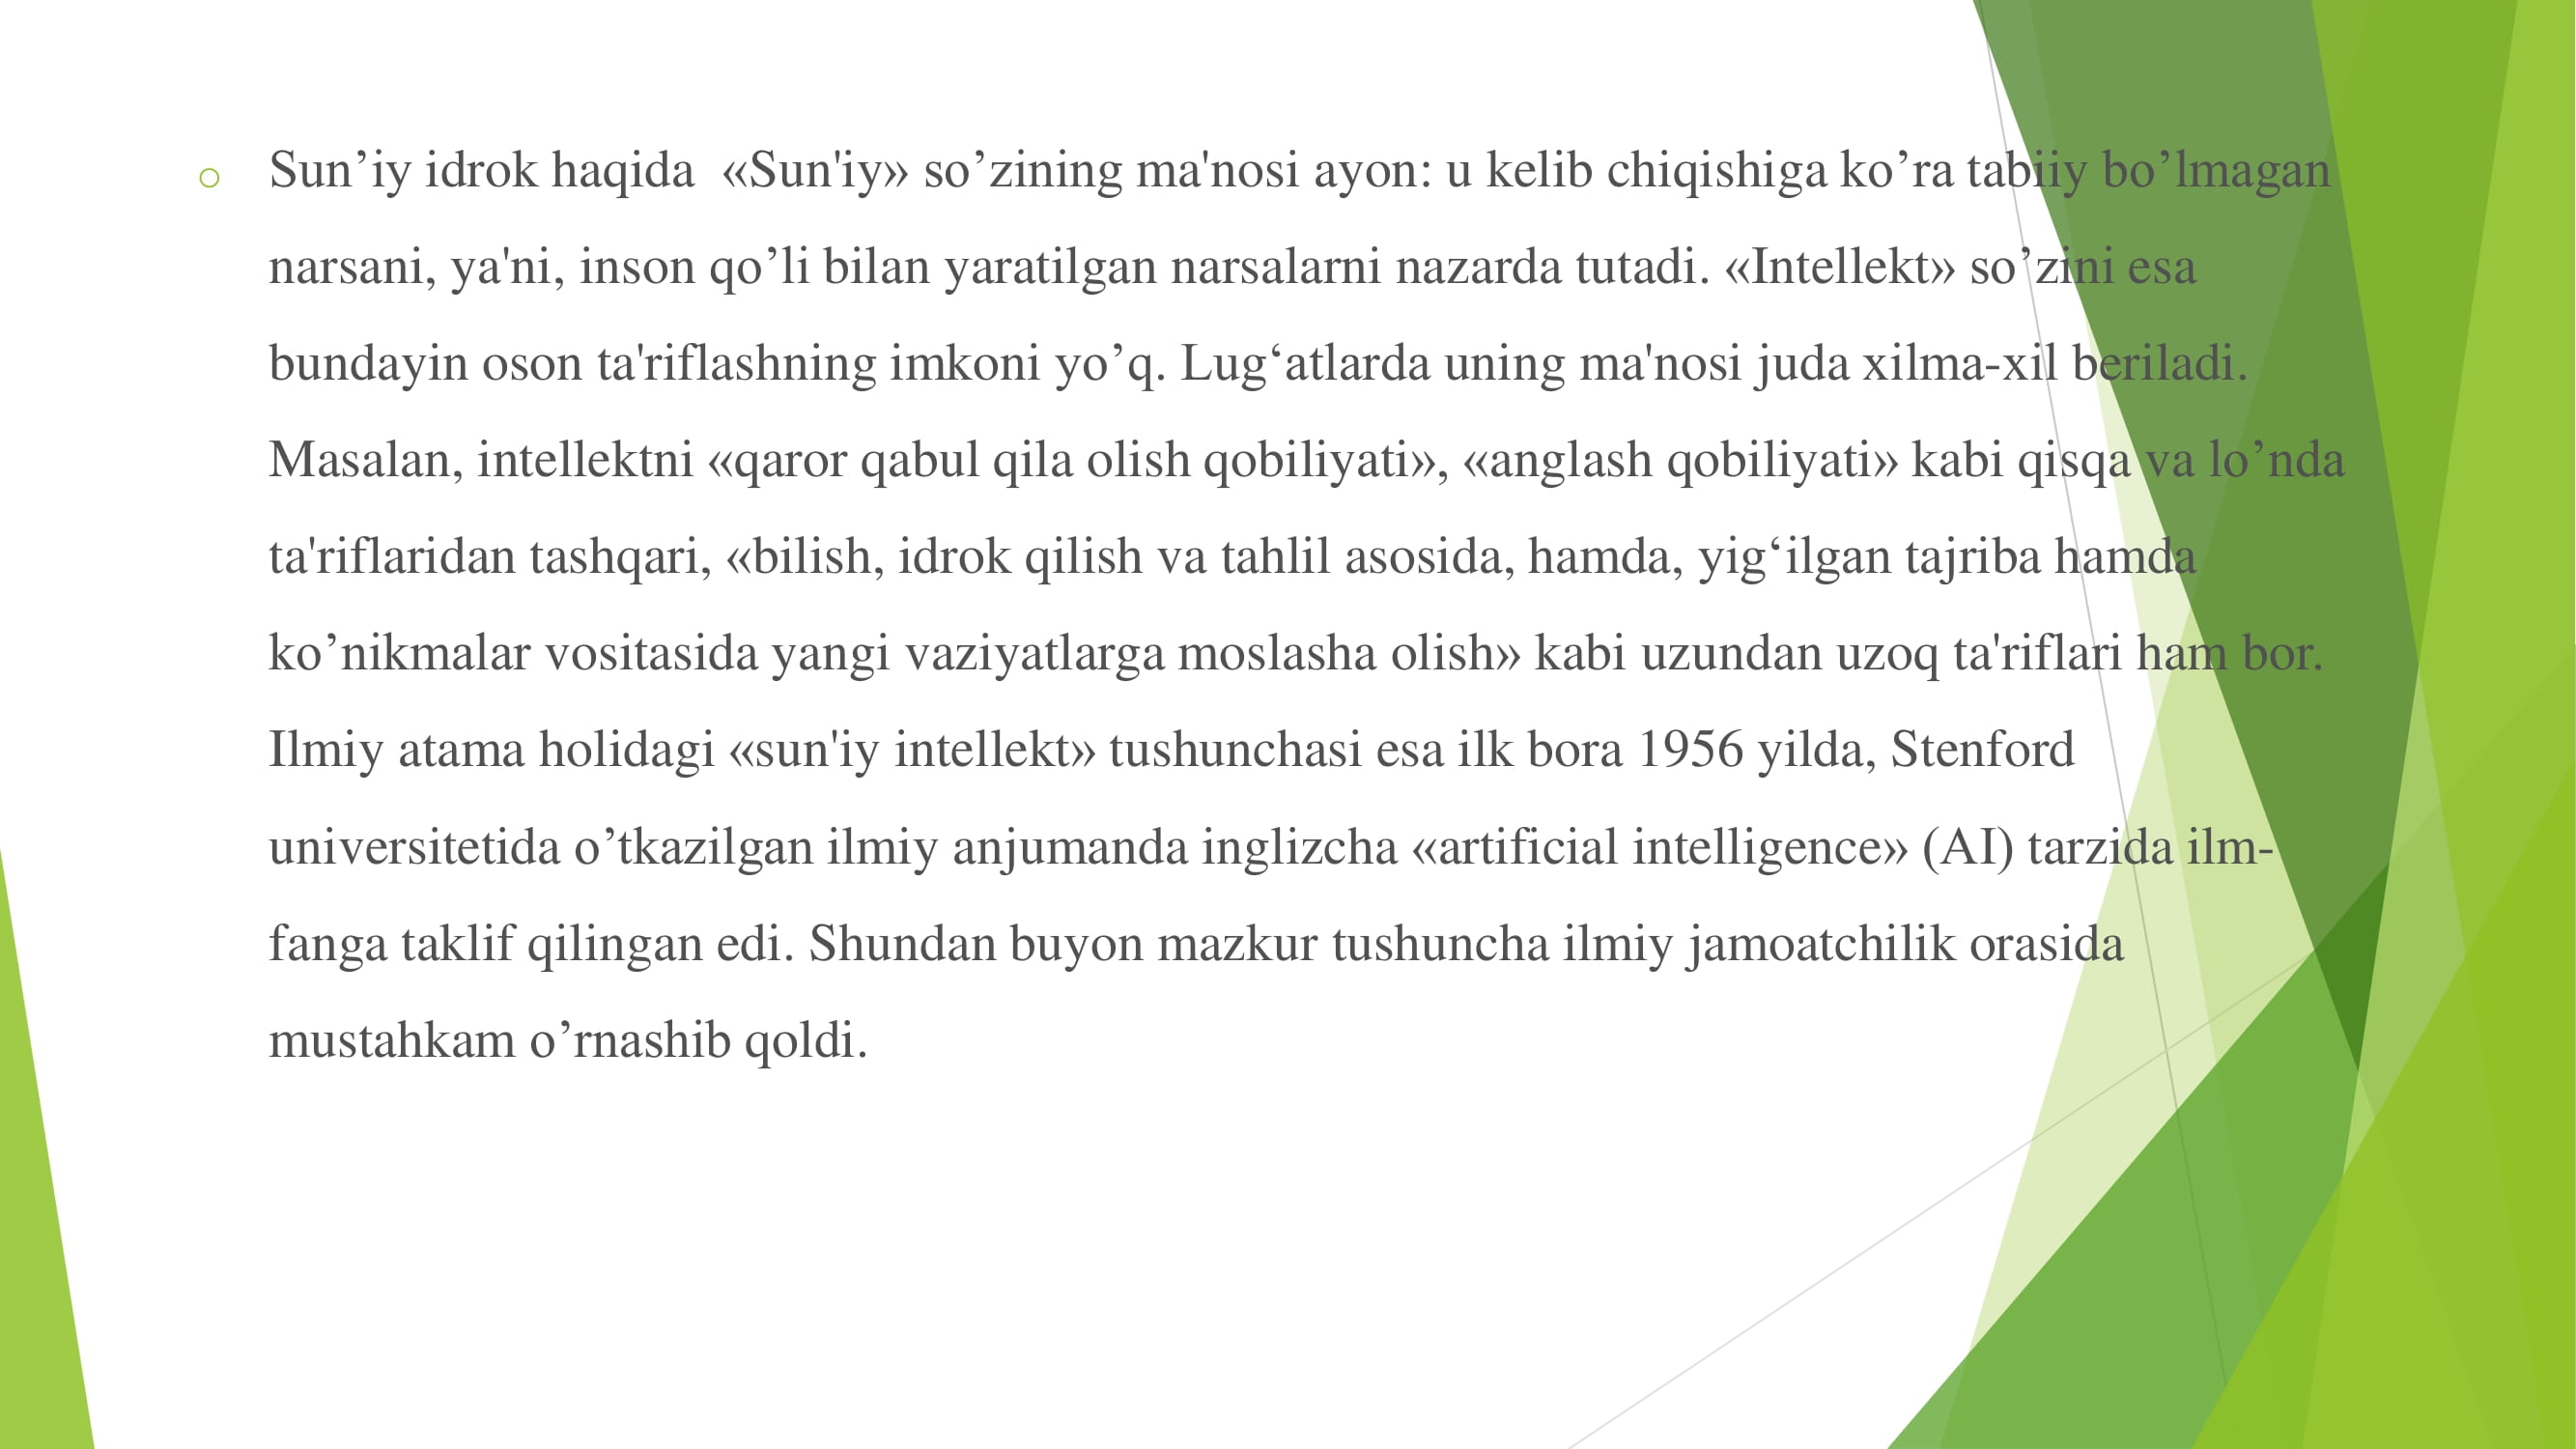 Sun’iy idrok haqida «Sun'iy» so’zining ma'nosi ayon: u kelib chiqishiga ko’ra tabiiy bo’lmagan
narsani, ya'ni, inson qo’li bilan yaratilgan narsalarni nazarda tutadi. «Intellekt» so’zini esa
bundayin oson ta'riflashning imkoni yo’q. Lug‘atlarda uning ma'nosi juda xilma-xil beriladi.
Masalan, intellektni «qaror qabul qila olish qobiliyati», «anglash qobiliyati» kabi qisqa va lo’nda
ta'riflaridan tashqari, «bilish, idrok qilish va tahlil asosida, hamda, yig‘ilgan tajriba hamda
ko’nikmalar vositasida yangi vaziyatlarga moslasha olish» kabi uzundan uzoq ta'riflari ham bor.
Ilmiy atama holidagi «sun'iy intellekt» tushunchasi esa ilk bora 1956 yilda, Stenford
universitetida o’tkazilgan ilmiy anjumanda inglizcha «artificial intelligence» (AI) tarzida ilm-
fanga taklif qilingan edi. Shundan buyon mazkur tushuncha ilmiy jamoatchilik orasida
mustahkam o’rnashib qoldi.